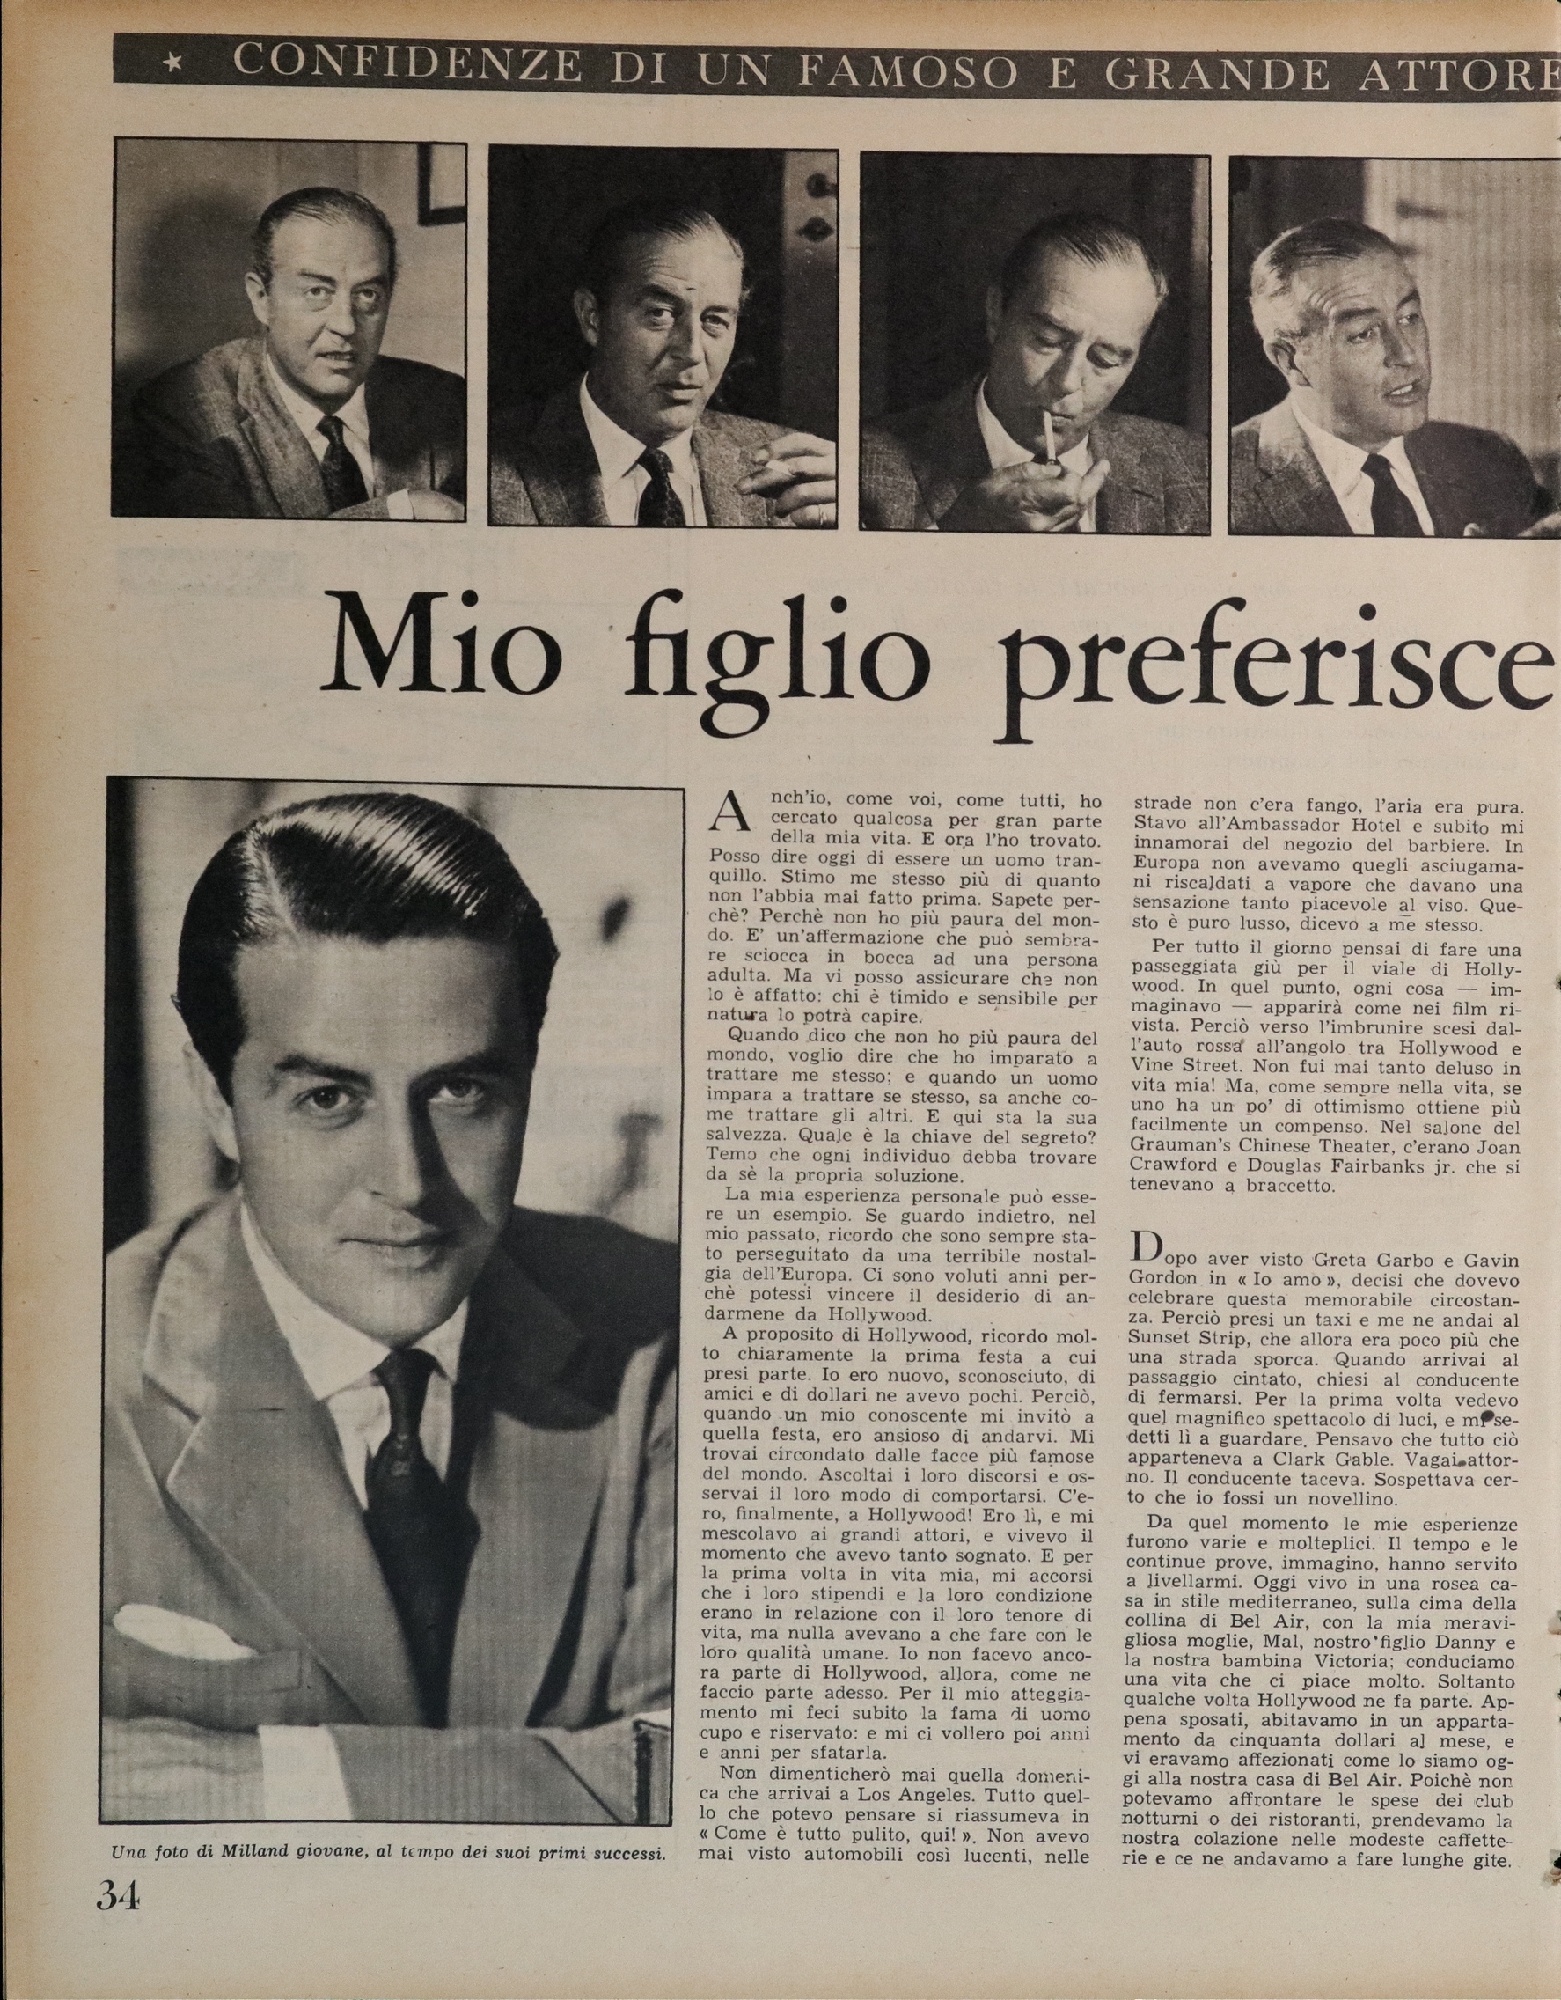 ★ CONFIDENZE DI UN FAMOSO E GRANDE ATTORE
Mio figlio preferisce
Anch'io, come voi, come tutti, ho
cercato qualcosa per gran parte
della mia vita. E ora l'ho trovato.
Posso dire oggi di essere un uomo tran-
quillo. Stimo me stesso più di quanto
non l'abbia mai fatto prima. Sapete per-
chè? Perchè non ho più paura del mon-
do. E' un'affermazione che può sembra-
re sciocca in bocca ad una persona
adulta. Ma vi posso assicurare che non
lo è affatto: chi è timido e sensibile per
natura lo potrà capire.
Quando dico che non ho più paura del
mondo, voglio dire che ho imparato a
trattare me stesso; e quando un uomo
impara a trattare se stesso, sa anche co-
me trattare gli altri. E qui sta la sua
salvezza. Quale è la chiave del segreto?
Temo che ogni individuo debba trovare
da sè la propria soluzione.
La mia esperienza personale può esse-
re un esempio. Se guardo indietro, nel
mio passato, ricordo che sono sempre sta-
to perseguitato da una terribile nostal-
gia dell'Europa. Ci sono voluti anni per-
chè potessi vincere il desiderio di an-
darmene da Hollywood.
A proposito di Hollywood, ricordo mol-
to chiaramente la prima festa a cui
presi parte. Io ero nuovo, sconosciuto, di
amici e di dollari ne avevo pochi. Perciò,
quando un mio conoscente mi invitò a
quella festa, ero ansioso di andarvi. Mi
trovai circondato dalle facce più famose
del mondo. Ascoltai i loro discorsi e os-
servai il loro modo di comportarsi. C'e-
ro, finalmente, a Hollywood! Ero lì, e mi
mescolavo ai grandi attori, e vivevo il
momento che avevo tanto sognato. E per
la prima volta in vita mia, mi accorsi
che i loro stipendi e la loro condizione
erano in relazione con il loro tenore di
vita, ma nulla avevano a che fare con le
loro qualità umane. Io non facevo anco-
ra parte di Hollywood, allora, come ne
faccio parte adesso. Per il mio atteggia-
mento mi feci subito la fama di uomo
cupo e riservato: e mi ci vollero poi anni
e anni per sfatarla.
Non dimenticherò mai quella domeni-
ca che arrivai a Los Angeles. Tutto quel-
lo che potevo pensare si riassumeva in
« Come è tutto pulito, qui! ». Non avevo
mai visto automobili così lucenti, nelle
strade non c'era fango, l'aria era pura.
Stavo all'Ambassador Hotel e subito mi
innamorai del negozio del barbiere. In
Europa non avevamo quegli asciugama-
ni riscaldati a vapore che davano una
sensazione tanto piacevole al viso. Que-
sto è puro lusso, dicevo a me stesso.
Per tutto il giorno pensai di fare una
passeggiata giù per il viale di Holly-
wood. In quel punto, ogni cosa — im-
maginavo — apparirà come nei film ri-
vista. Perciò verso l'imbrunire scesi dal-
l'auto rossa all'angolo tra Hollywood e
Vine Street. Non fui mai tanto deluso in
vita mia! Ma, come sempre nella vita, se
uno ha un po' di ottimismo ottiene più
facilmente un compenso. Nel salone del
Grauman's Chinese Theater, c'erano Joan
Crawford e Douglas Fairbanks jr. che si
tenevano a braccetto.
Dopo aver visto Greta Garbo e Gavin
Gordon in « Io amo », decisi che dovevo
celebrare questa memorabile circostan-
za. Perciò presi un taxi e me ne andai al
Sunset Strip, che allora era poco più che
una strada sporca. Quando arrivai al
passaggio cintato, chiesi al conducente
di fermarsi. Per la prima volta vedevo
quel magnifico spettacolo di luci, e mi se-
detti lì a guardare. Pensavo che tutto ciò
apparteneva a Clark Gable. Vagai attor-
no. Il conducente taceva. Sospettava cer-
to che io fossi un novellino.
Da quel momento le mie esperienze
furono varie e molteplici. Il tempo e le
continue prove, immagino, hanno servito
a livellarmi. Oggi vivo in una rosea ca-
sa in stile mediterraneo, sulla cima della
collina di Bel Air, con la mia meravi-
gliosa moglie, Mal, nostro figlio Danny e
la nostra bambina Victoria; conduciamo
una vita che ci piace molto. Soltanto
qualche volta Hollywood ne fa parte. Ap-
pena sposati, abitavamo in un apparta-
mento da cinquanta dollari al mese, e
vi eravamo affezionati come lo siamo og-
gi alla nostra casa di Bel Air. Poichè non
potevamo affrontare le spese dei club
notturni o dei ristoranti, prendevamo la
nostra colazione nelle modeste caffette-
rie e ce ne andavamo a fare lunghe gite.
Una foto di Milland giovane, al tempo dei suoi primi successi.
34